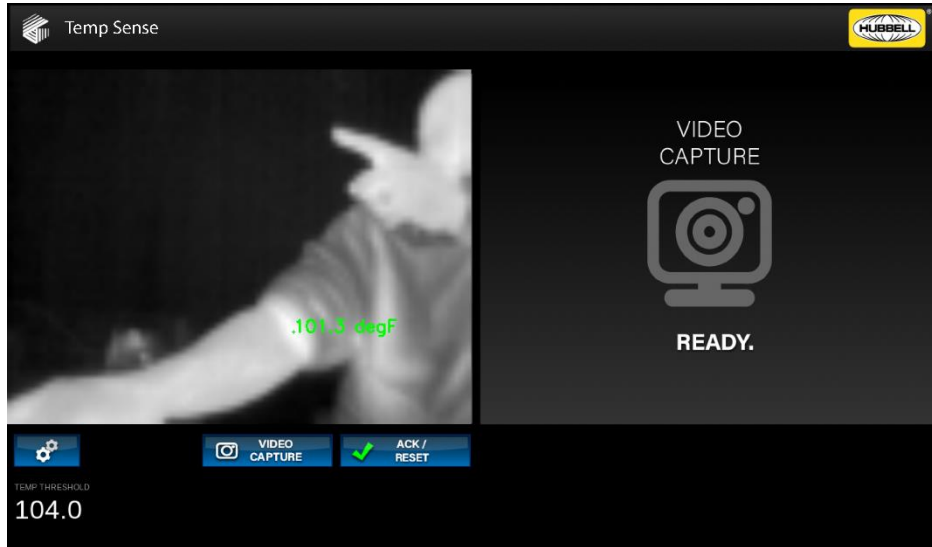 Temp Sense
HUBBELL
®
VIDEO
CAPTURE
READY.
.101.3 degF
VIDEO
CAPTURE
ACK /
RESET
TEMP THRESHOLD
104.0